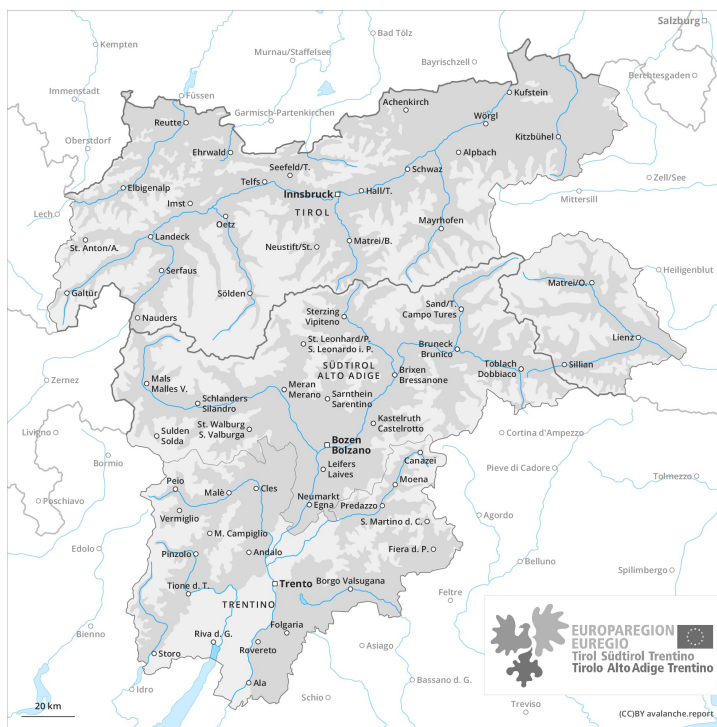 Salzburg
Kempten
Bad Tölz
Murnau/Staffelsee
Bayrischzell
Berchtesgaden
Immenstadt
Füssen
Garmisch-Partenkirchen
Achenkirch
Kufstein
Reutte
Wörgl
Oberstdorf
Ehrwald
Kitzbühel
Alpbach
Seefeld/T.
Schwaz
Telfs
Zell/See
Elbigenalp
Innsbruck
Hall/T.
Mittersill
Imst
Lech
TIROL
Oetz
Mayrhofen
St. Anton/A.
Landeck
Neustift/St.
Matrei/B.
Serfaus
Heiligenblut
Galtür
Sölden
Matrei/O.
Sand/T.
Campo Tures
Nauders
Sterzing
Vipiteno
Lienz
St. Leonhard/P.
S. Leonardo i. P.
Bruneck
Brunico
Toblach
Dobbiaco
Sillian
SÜDTIROL
ALTO ADIGE
Brixen
Bressanone
Zernez
Mals
Malles V.
Meran
Merano
Sarnthein
Sarentino
Schlanders
Silandro
St. Walburg
S. Valburga
Kastelruth
Castelrotto
Livigno
Sulden
Solda
Bozen
Bolzano
Cortina d'Ampezzo
Bormio
Canazei
Leifers
Laives
Pieve di Cadore
Tolmezzo
Peio
Malè
Cles
Moena
Poschiavo
Neumarkt
Egna
Predazzo
Vermiglio
Agordo
S. Martino d. C.
M. Campiglio
Edolo
Pinzolo
Andalo
Fiera d. P.
Belluno
Tione d. T.
Trento
Borgo Valsugana
Spilimbergo
Feltre
TRENTINO
Folgaria
Bienno
Riva d. G.
Rovereto
Asiago
Storo
Bassano d. G.
Ala
Idro
Schio
Treviso
20 km
EUROPAREGION
EUREGIO
Tirol Südtirol Trentino
Tirolo Alto Adige Trentino
(CC)BY avalanche.report